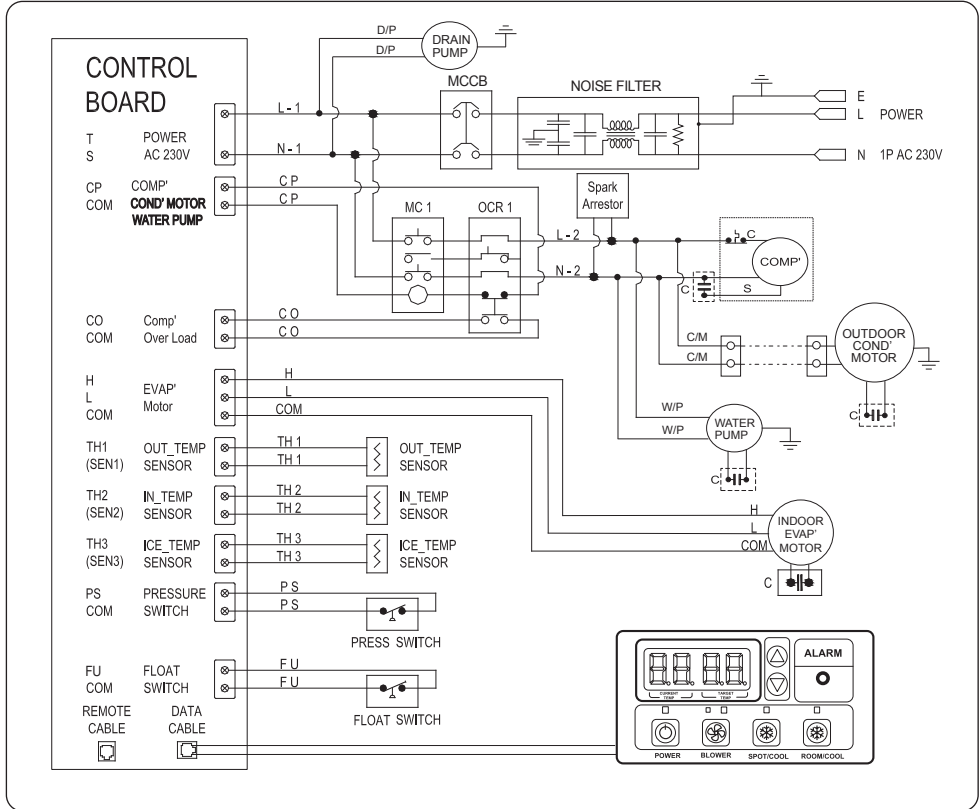 D/P
D/P
DRAIN
PUMP
CONTROL
BOARD
MCCB
NOISE FILTER
T POWER
S AC 230V
L - 1
N - 1
E
L POWER
N 1P AC 230V
CP COMP'
COM COND' MOTOR
WATER PUMP
C P
C P
MC 1
OCR 1
Spark
Arrestor
L - 2
N - 2
C
COMP'
C
S
CO Comp'
COM Over Load
C O
C O
C/M
C/M
OUTDOOR
COND'
MOTOR
C
H
L EVAP'
COM Motor
H
L
COM
W/P
W/P
WATER
PUMP
C
TH1 OUT_TEMP
(SEN1) SENSOR
TH 1
TH 1
OUT_TEMP
SENSOR
TH2 IN_TEMP
(SEN2) SENSOR
TH 2
TH 2
IN_TEMP
SENSOR
TH3 ICE_TEMP
(SEN3) SENSOR
TH 3
TH 3
ICE_TEMP
SENSOR
H
L
COM
INDOOR
EVAP'
MOTOR
C
PS PRESSURE
COM SWITCH
P S
P S
PRESS SWITCH
FU FLOAT
COM SWITCH
F U
F U
FLOAT SWITCH
REMOTE
CABLE
DATA
CABLE
CURRENT
TEMP
TARGET
TEMP
ALARM
POWER BLOWER SPOT/COOL ROOM/COOL